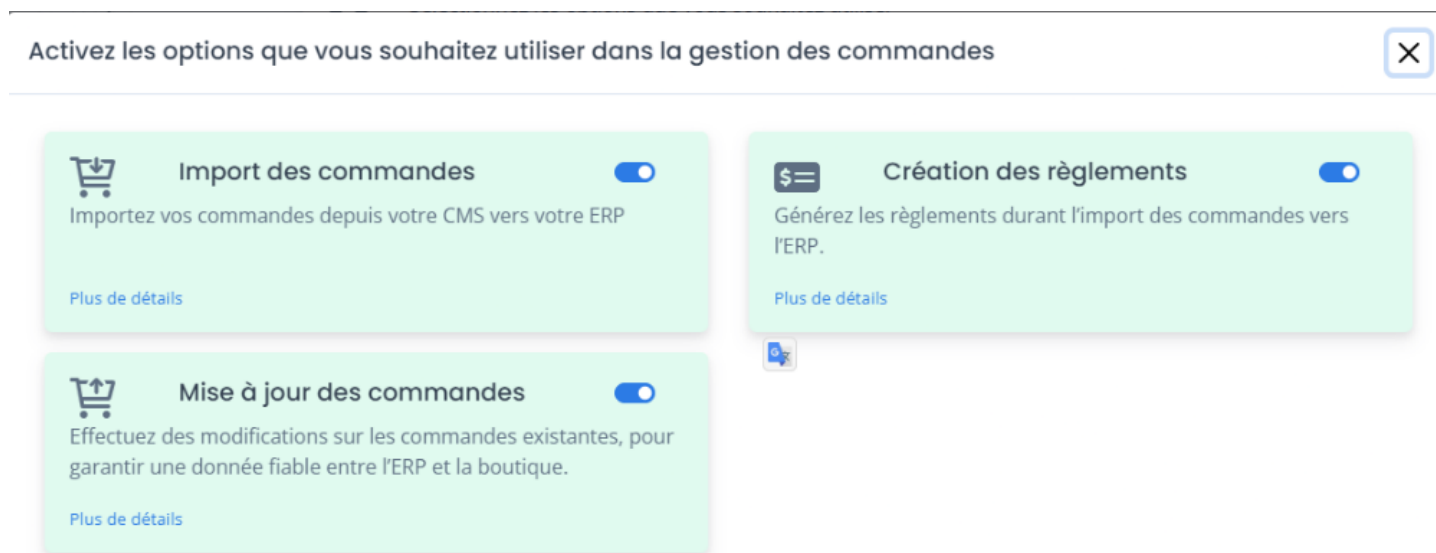 Activez les options que vous souhaitez utiliser dans la gestion des commandes
Import des commandes
Importez vos commandes depuis votre CMS vers votre ERP
Plus de détails
Création des règlements
Générez les règlements durant l'import des commandes vers
l'ERP.
Plus de détails
Mise à jour des commandes
Effectuez des modifications sur les commandes existantes, pour
garantir une donnée fiable entre l'ERP et la boutique.
Plus de détails